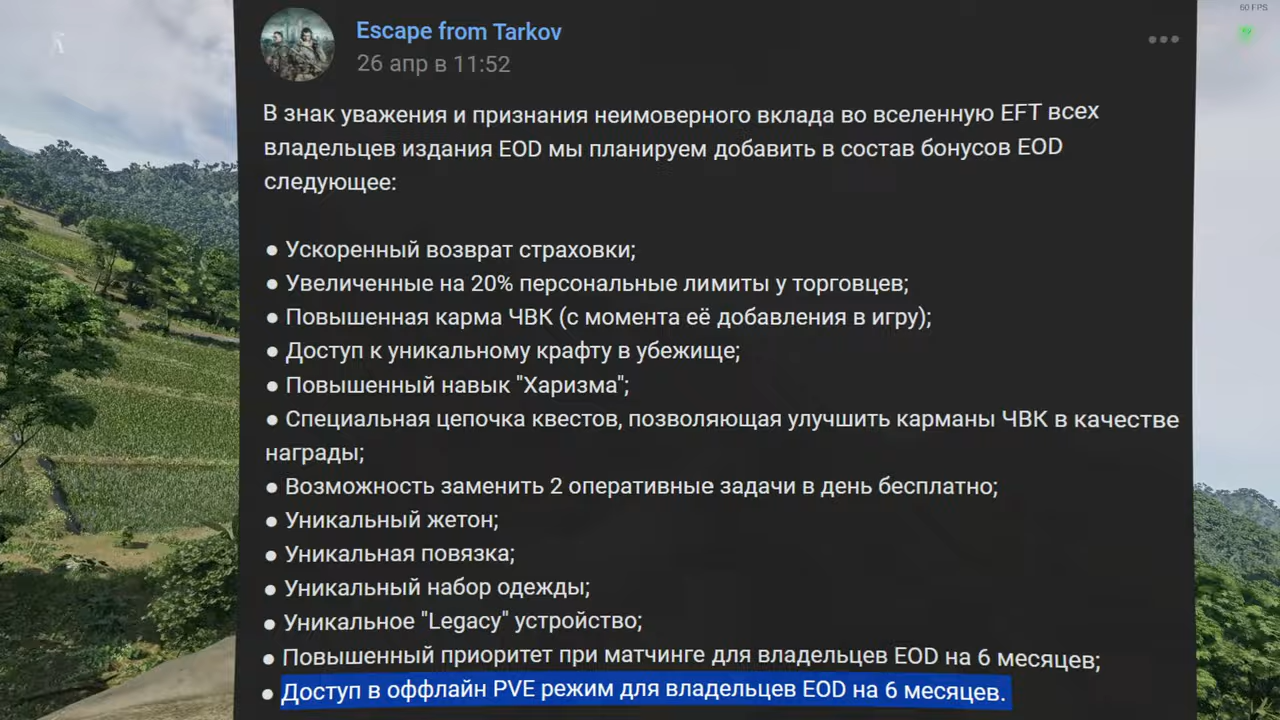 60 FPS
Escape from Tarkov
26 апр в 11:52
В знак уважения и признания неимоверного вклада во вселенную EFT всех
владельцев издания EOD мы планируем добавить в состав бонусов EOD
следующее:
● Ускоренный возврат страховки;
● Увеличенные на 20% персональные лимиты у торговцев;
● Повышенная карма ЧВК (с момента её добавления в игру);
● Доступ к уникальному крафту в убежище;
● Повышенный навык "Харизма";
● Специальная цепочка квестов, позволяющая улучшить карманы ЧВК в качестве
награды;
● Возможность заменить 2 оперативные задачи в день бесплатно;
● Уникальный жетон;
● Уникальная повязка;
● Уникальный набор одежды;
● Уникальное "Legacy" устройство;
● Повышенный приоритет при матчинге для владельцев EOD на 6 месяцев;
● Доступ в оффлайн PVE режим для владельцев EOD на 6 месяцев.